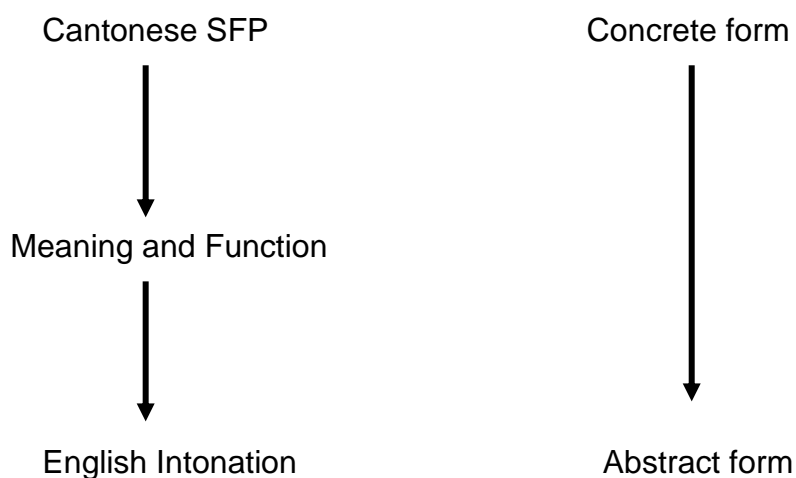 Cantonese SFP
Concrete form
Meaning and Function
English Intonation
Abstract form